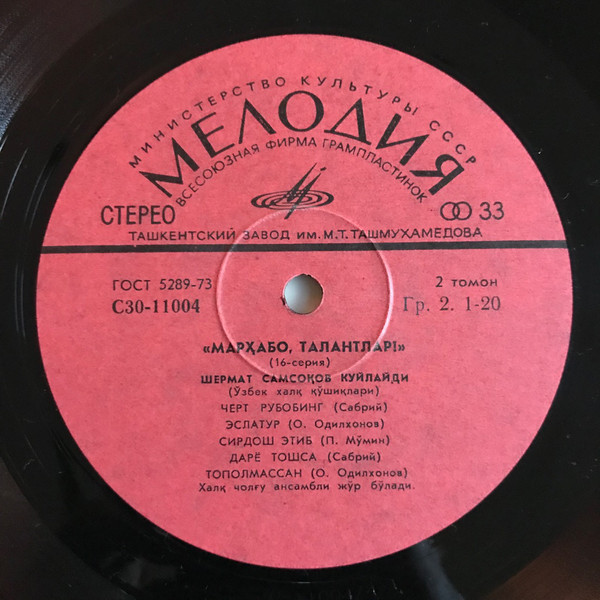 МИНИСТЕРСТВО КУЛЬТУРЫ СССР
МЕЛОДИЯ
ВСЕСОЮЗНАЯ ФИРМА ГРАМПЛАСТИНОК
СТЕРЕО 33
ТАШКЕНТСКИЙ ЗАВОД им. М.Т. ТАШМУХАМЕДОВА
ГОСТ 5289-73 2 томон
С30-11004 Гр. 2. 1-20
«МАРҲАБО, ТАЛАНТЛАР!»
(16-серия)
ШЕРМАТ САМСОҚОВ КУЙЛАЙДИ
(Ўзбек халқ қўшиқлари)
ЧЕРТ РУБОБИНГ (Сабрий)
ЭСЛАТУР (О. Одилхонов)
СИРДОШ ЭТИБ (П. Мўмин)
ДАРЁ ТОШСА (Сабрий)
ТОПОЛМАССАН (О. Одилхонов)
Халқ чолғу ансамбли жўр бўлади.